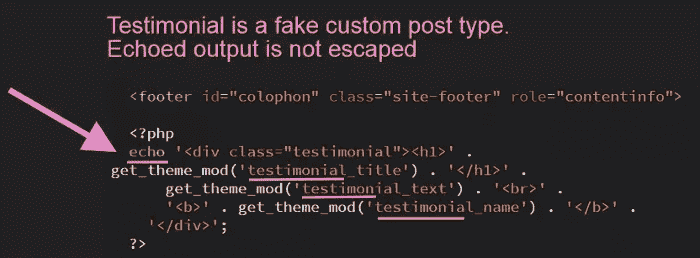 Testimonial is a fake custom post type.
Echoed output is not escaped
<footer id="colophon" class="site-footer" role="contentinfo">
<?php
echo '<div class="testimonial"><h1>' .
get_theme_mod('testimonial_title') . '</h1>' .
get_theme_mod('testimonial_text') . '<br>' .
'<b>' . get_theme_mod('testimonial_name') . '</b>' .
'</div>';
?>